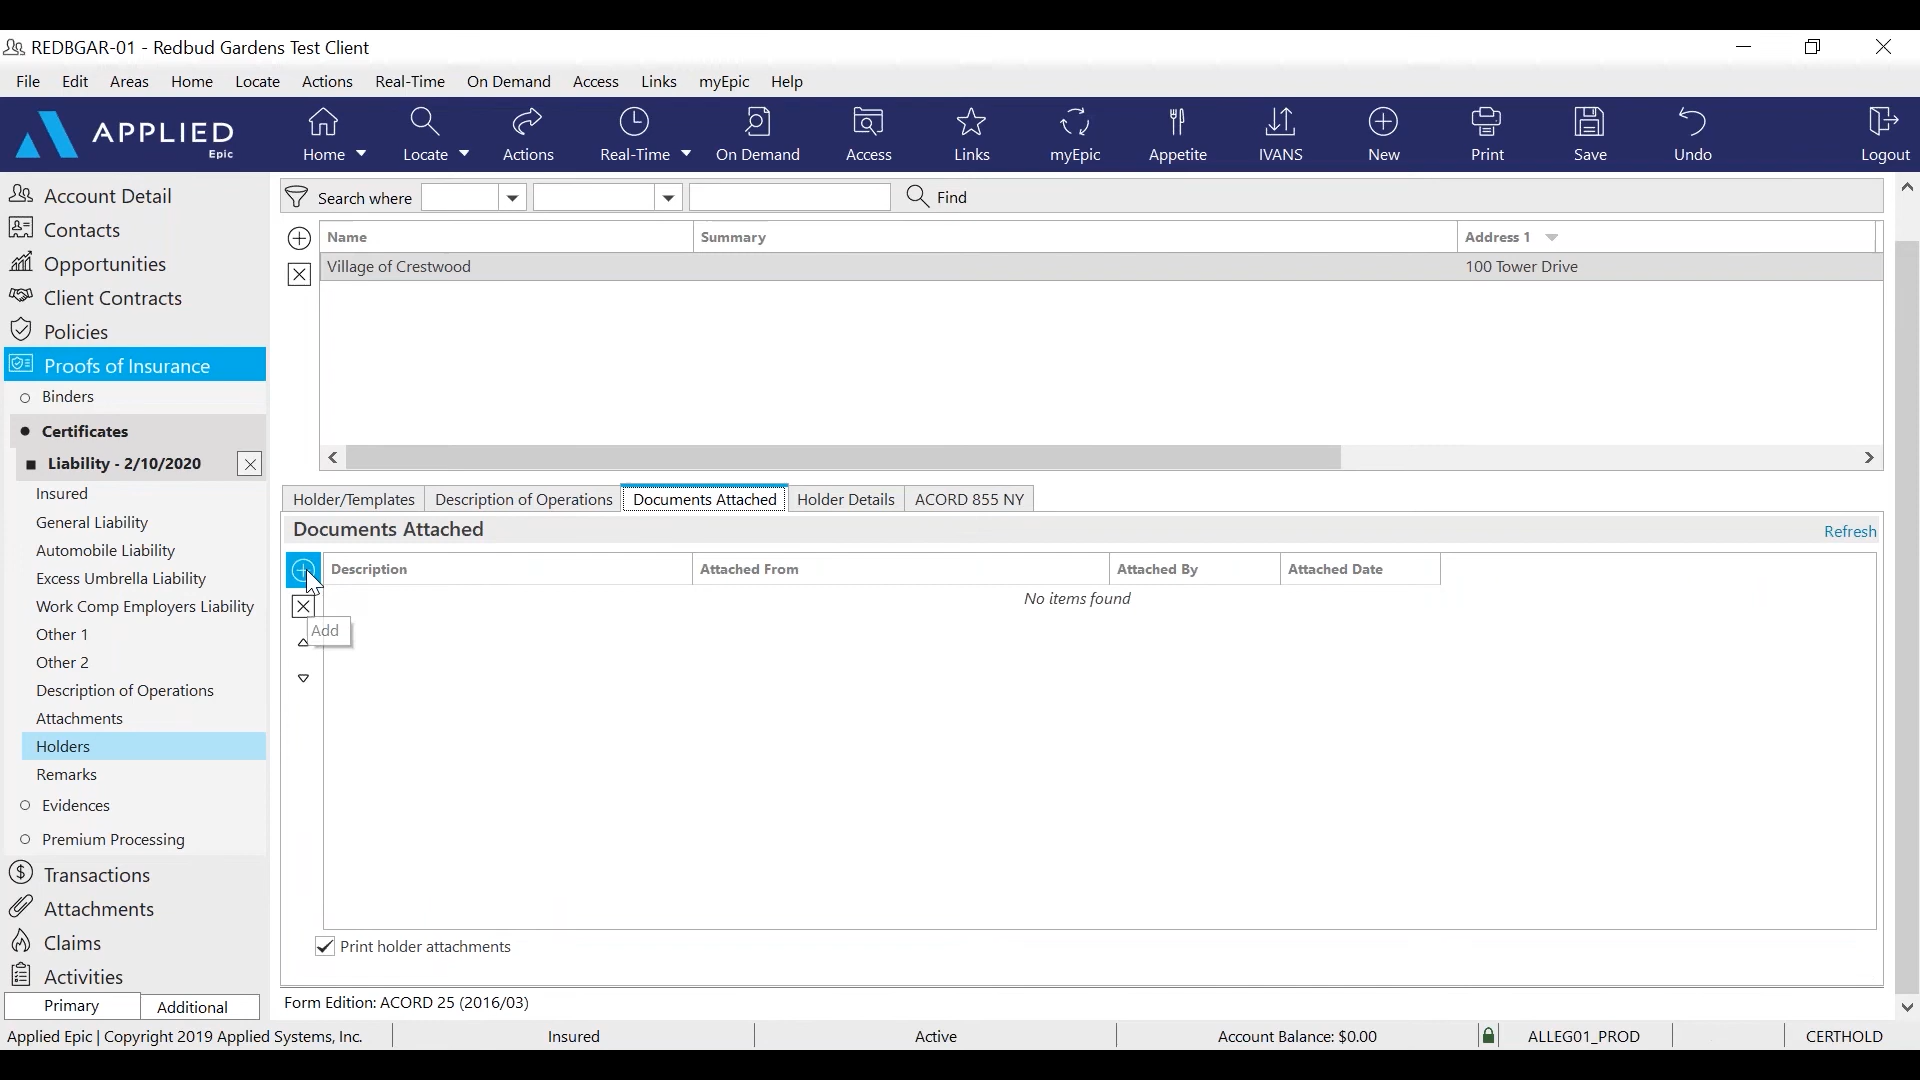 REDBGAR-01 - Redbud Gardens Test Client
File Edit Areas Home Locate Actions Real-Time On Demand Access Links myEpic Help
APPLIED
Epic
Home Locate Actions Real-Time On Demand Access Links myEpic Appetite IVANS New Print Save Undo Logout
Account Detail
Contacts
Opportunities
Client Contracts
Policies
Proofs of Insurance
Binders
Certificates
Liability - 2/10/2020
Insured
General Liability
Automobile Liability
Excess Umbrella Liability
Work Comp Employers Liability
Other 1
Other 2
Description of Operations
Attachments
Holders
Remarks
Evidences
Premium Processing
Transactions
Attachments
Claims
Activities
Primary Additional
Search where Find
Name Summary Address 1
Village of Crestwood 100 Tower Drive
Holder/Templates Description of Operations Documents Attached Holder Details ACORD 855 NY
Documents Attached Refresh
Description Attached From Attached By Attached Date
No items found
Add
Print holder attachments
Form Edition: ACORD 25 (2016/03)
Applied Epic | Copyright 2019 Applied Systems, Inc. Insured Active Account Balance: $0.00 ALLEG01_PROD CERTHOLD